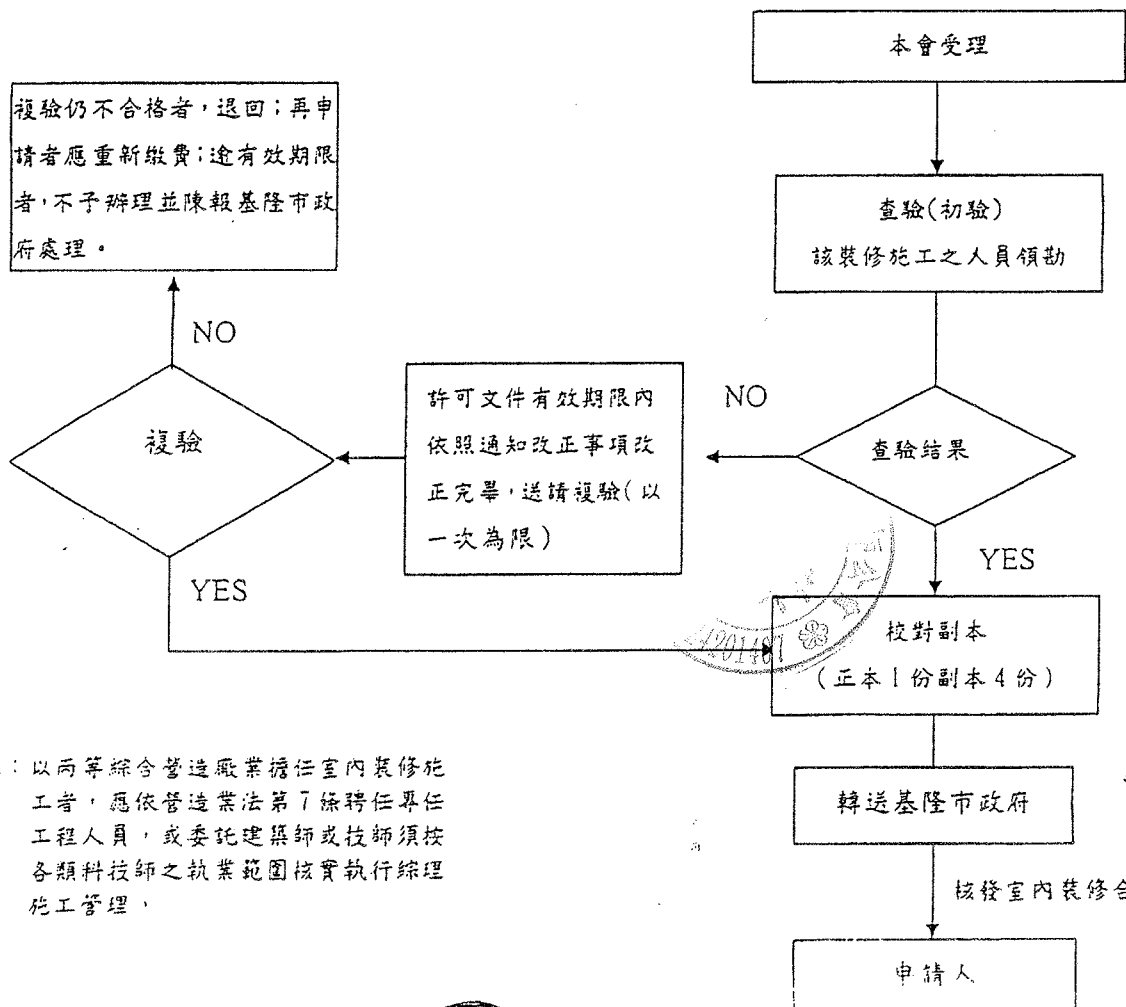 本會受理
查驗(初驗)
該裝修施工之人員領勘
查驗結果
NO
YES
許可文件有效期限內
依照通知改正事項改
正完畢,送請複驗(以
一次為限)
複驗
NO
YES
複驗仍不合格者,退回;再申
請者應重新繳費;逾有效期限
者,不予辦理並陳報基隆市政
府處理。
校對副本
(正本1份副本4份)
轉送基隆市政府
核發室內裝修合
申請人
:以丙等綜合營造廠業擔任室內裝修施
工者,應依營造業法第7條聘任專任
工程人員,或委託建築師或技師須按
各類科技師之執業範圍核實執行綜理
施工管理,